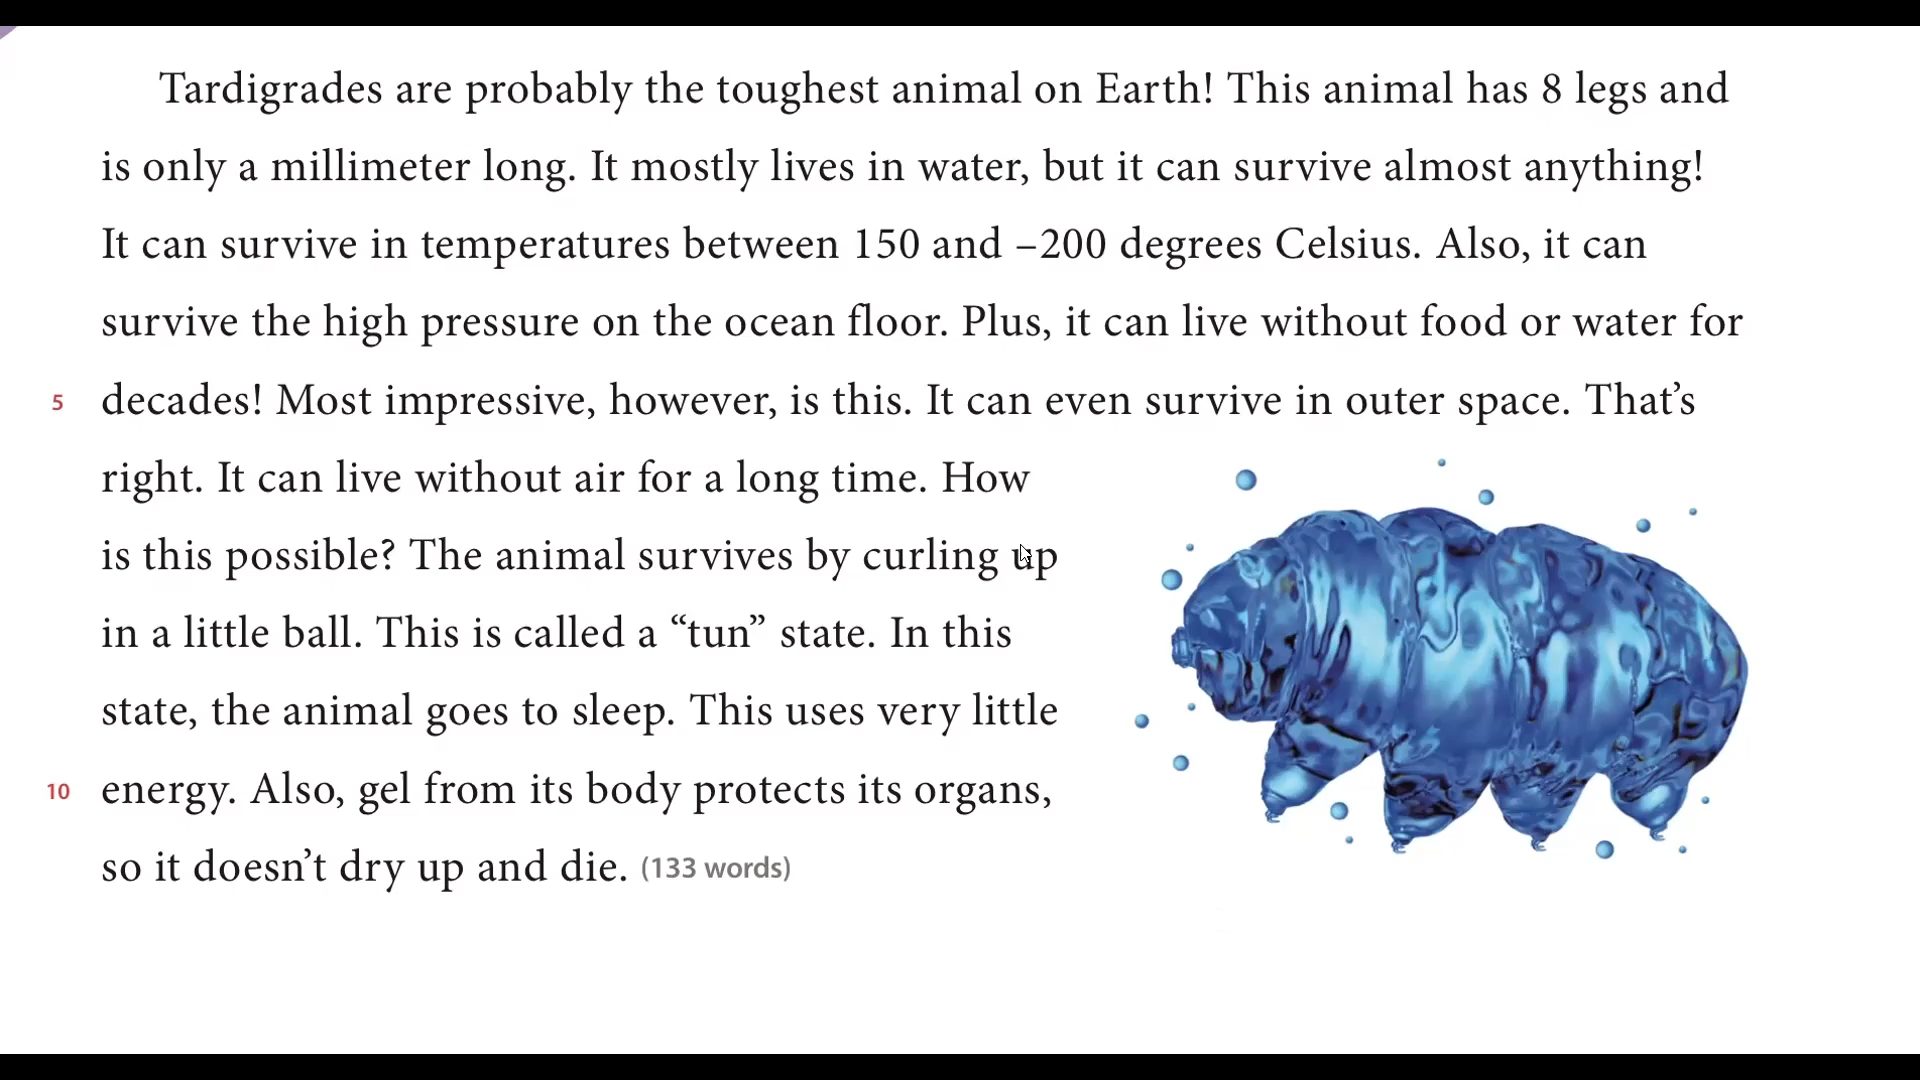 Tardigrades are probably the toughest animal on Earth! This animal has 8 legs and
is only a millimeter long. It mostly lives in water, but it can survive almost anything!
It can survive in temperatures between 150 and –200 degrees Celsius. Also, it can
survive the high pressure on the ocean floor. Plus, it can live without food or water for
5 decades! Most impressive, however, is this. It can even survive in outer space. That’s
right. It can live without air for a long time. How
is this possible? The animal survives by curling up
in a little ball. This is called a “tun” state. In this
state, the animal goes to sleep. This uses very little
10 energy. Also, gel from its body protects its organs,
so it doesn’t dry up and die. (133 words)